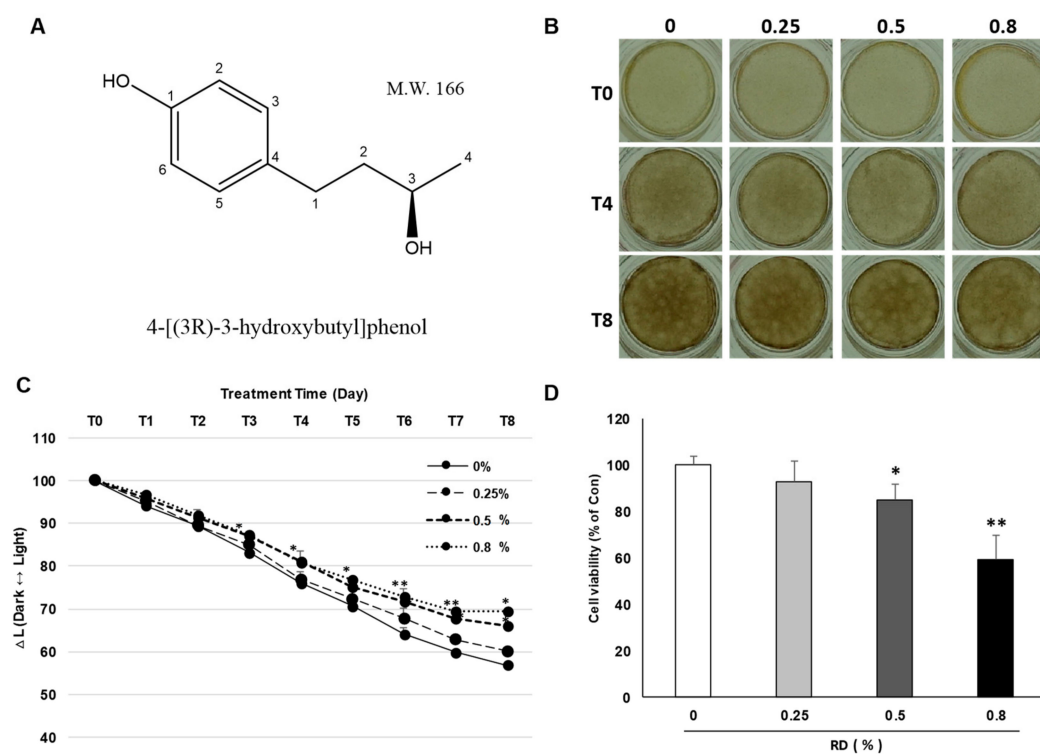 A
HO
1
2
3
4
5
6
M.W. 166
1
2
3
4
OH
4-[(3R)-3-hydroxybutyl]phenol
B
0 0.25 0.5 0.8
T0
T4
T8
C
Treatment Time (Day)
T0 T1 T2 T3 T4 T5 T6 T7 T8
110
100
90
80
70
60
50
40
Δ L (Dark ↔ Light)
0%
0.25%
0.5 %
0.8 %
* * * ** ** *
* *
D
120
100
80
60
40
20
0
Cell viability (% of Con)
*
**
0 0.25 0.5 0.8
RD ( % )